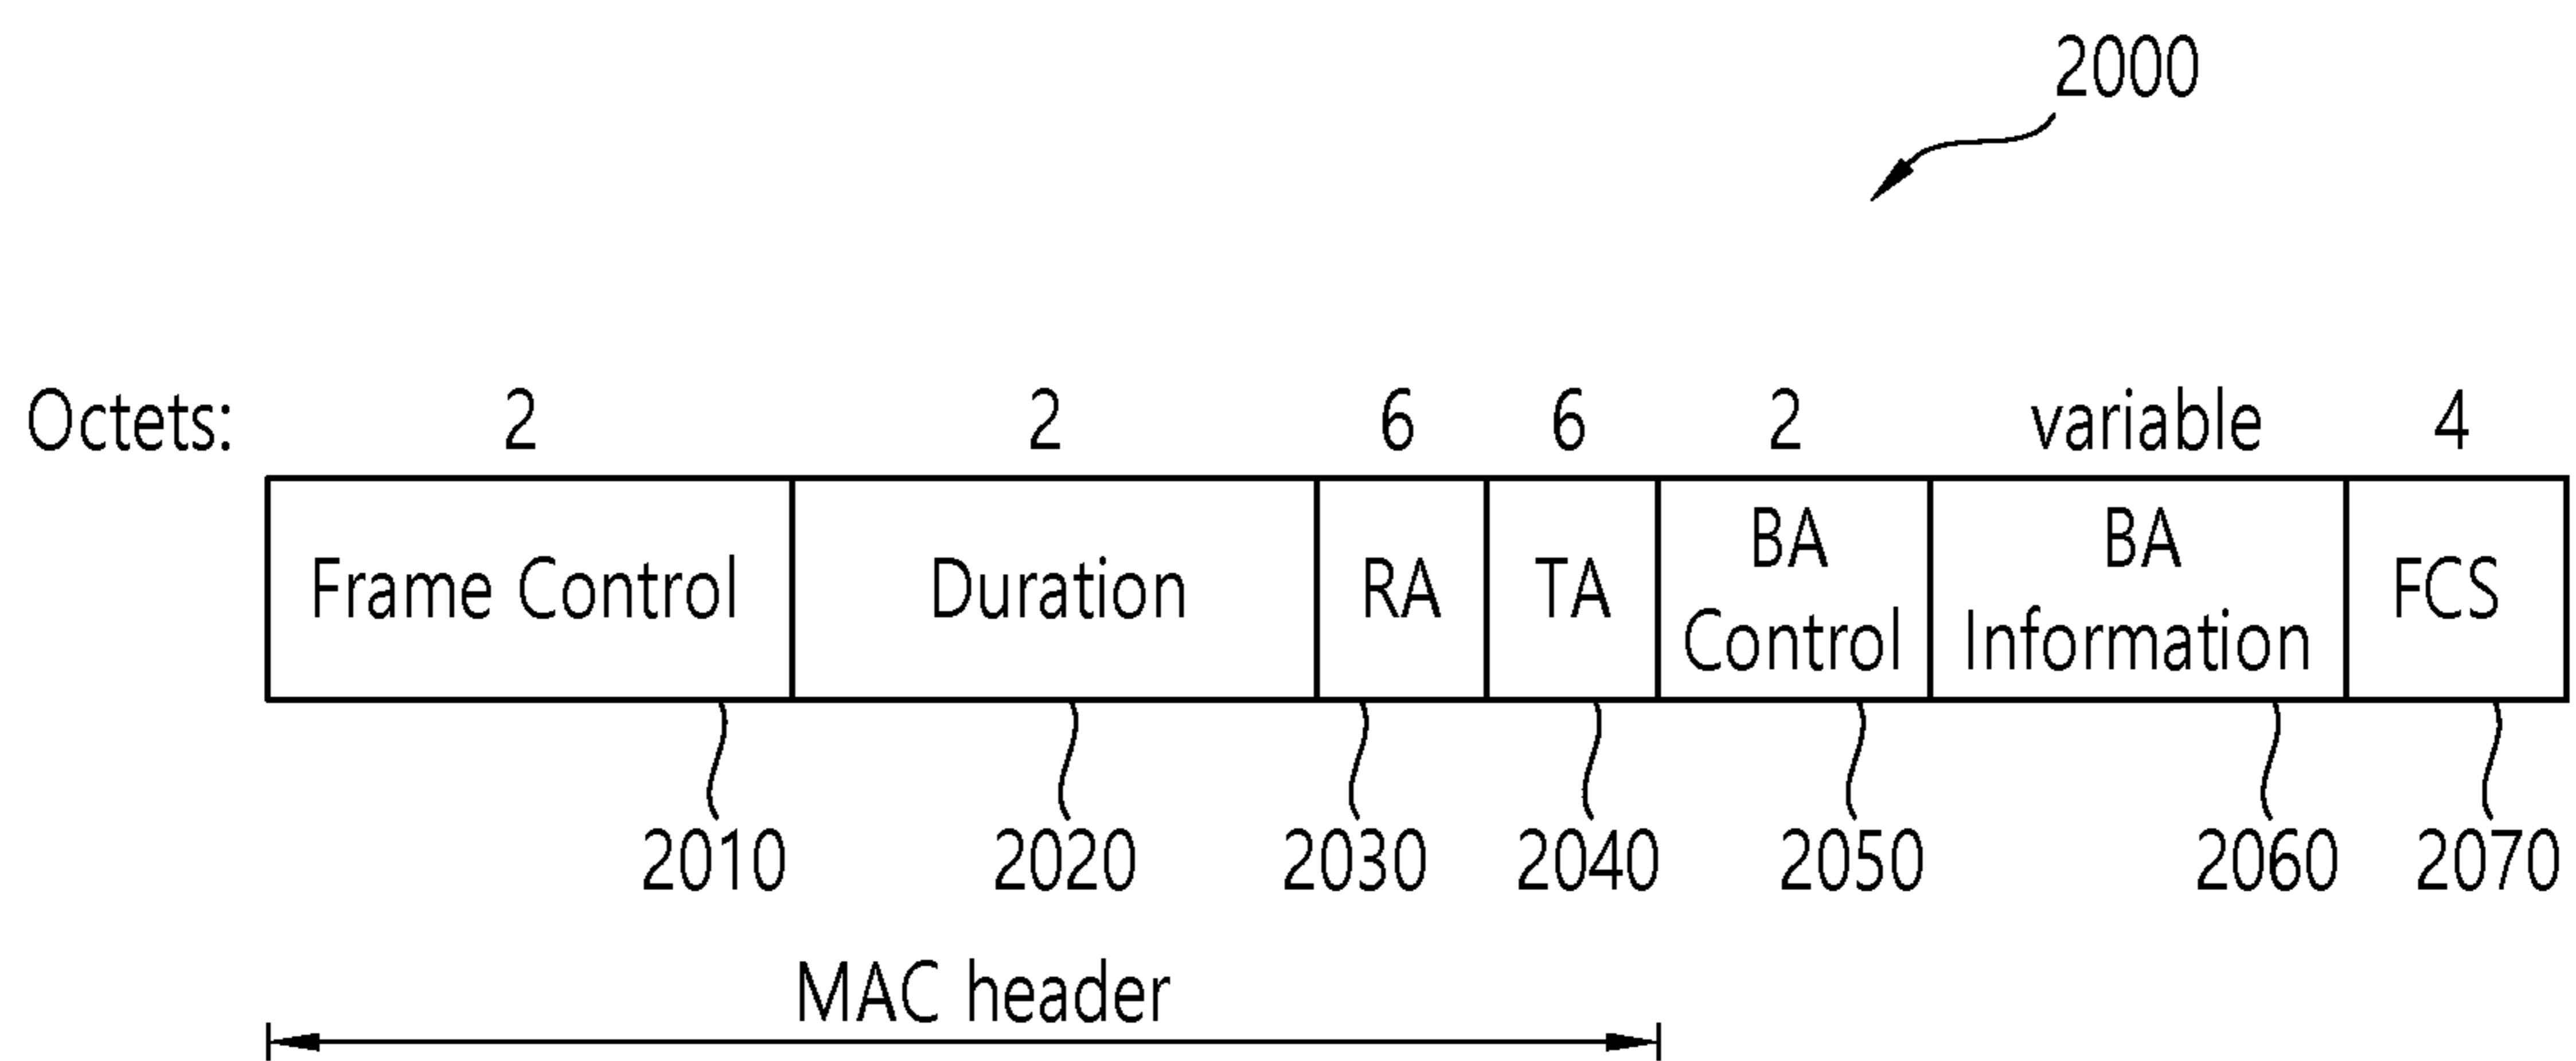 2000
Octets: 2 2 6 6 2 variable 4
Frame Control Duration RA TA BA Control BA Information FCS
2010 2020 2030 2040 2050 2060 2070
MAC header